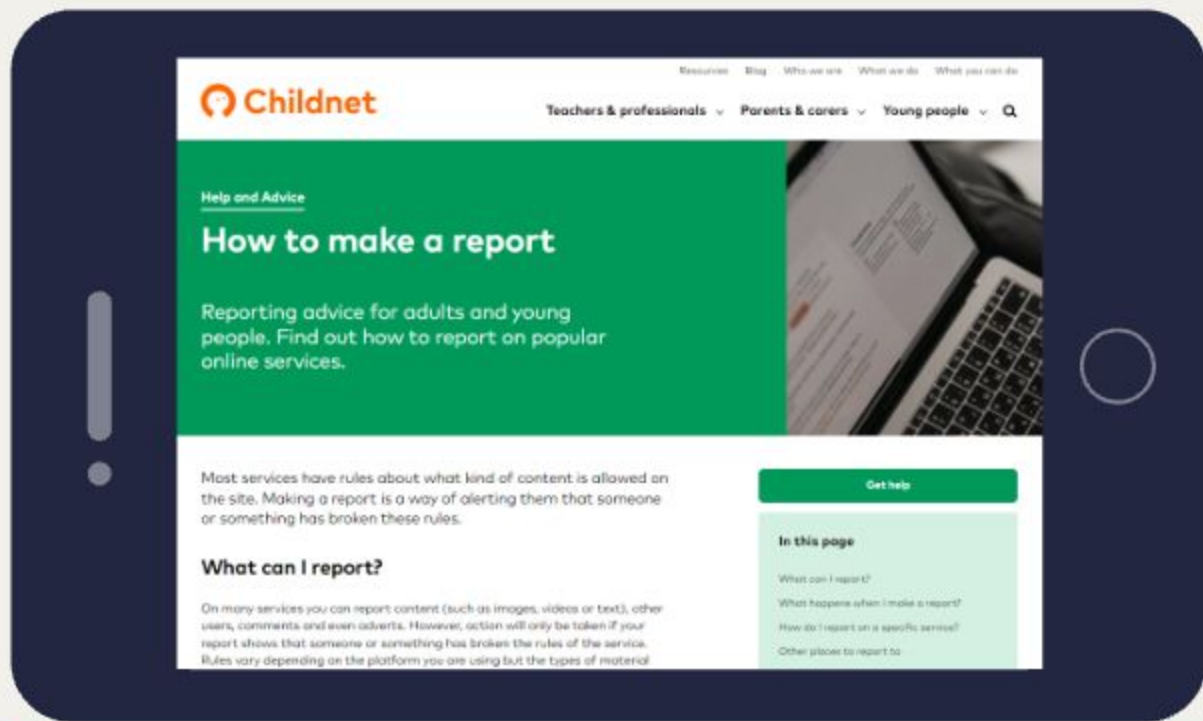 Resources Blog Who we are What we do What you can do
Childnet
Teachers & professionals Parents & carers Young people
Help and Advice
How to make a report
Reporting advice for adults and young
people. Find out how to report on popular
online services.
Most services have rules about what kind of content is allowed on
the site. Making a report is a way of alerting them that someone
or something has broken these rules.
What can I report?
On many services you can report content (such as images, videos or text), other
users, comments and even adverts. However, action will only be taken if your
report shows that someone or something has broken the rules of the service.
Rules vary depending on the platform you are using but the types of material
Get help
In this page
What can I report?
What happens when I make a report?
How do I report on a specific service?
Other places to report to